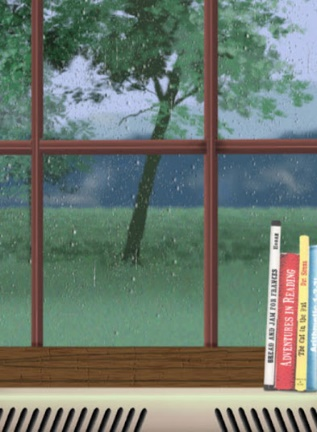 BREAD AND JAM FOR FRANCES
Hoban
ADVENTURES IN READING
The Cat in the Hat
Dr. Seuss